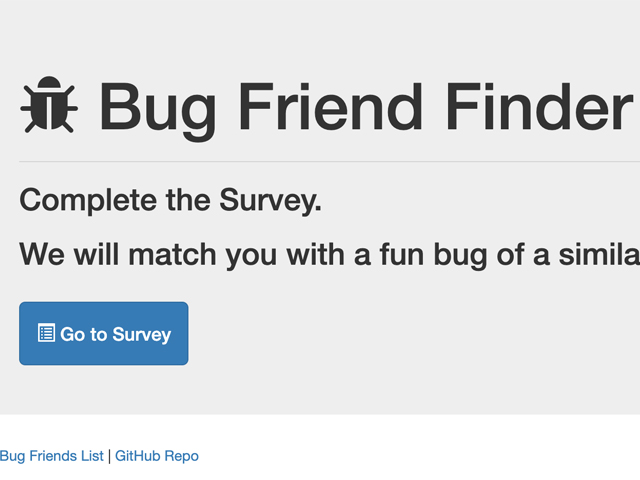 Bug Friend Finder
Complete the Survey.
We will match you with a fun bug of a simila
Go to Survey
Bug Friends List | GitHub Repo